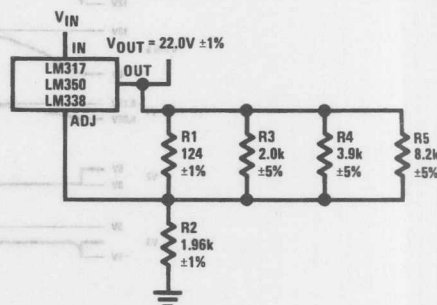 VIN
VOUT = 22.0V ±1%
IN
LM317
LM350
LM338
OUT
ADJ
R1
124
±1%
R3
2.0k
±5%
R4
3.9k
±5%
R5
8.2k
±5%
R2
1.96k
±1%